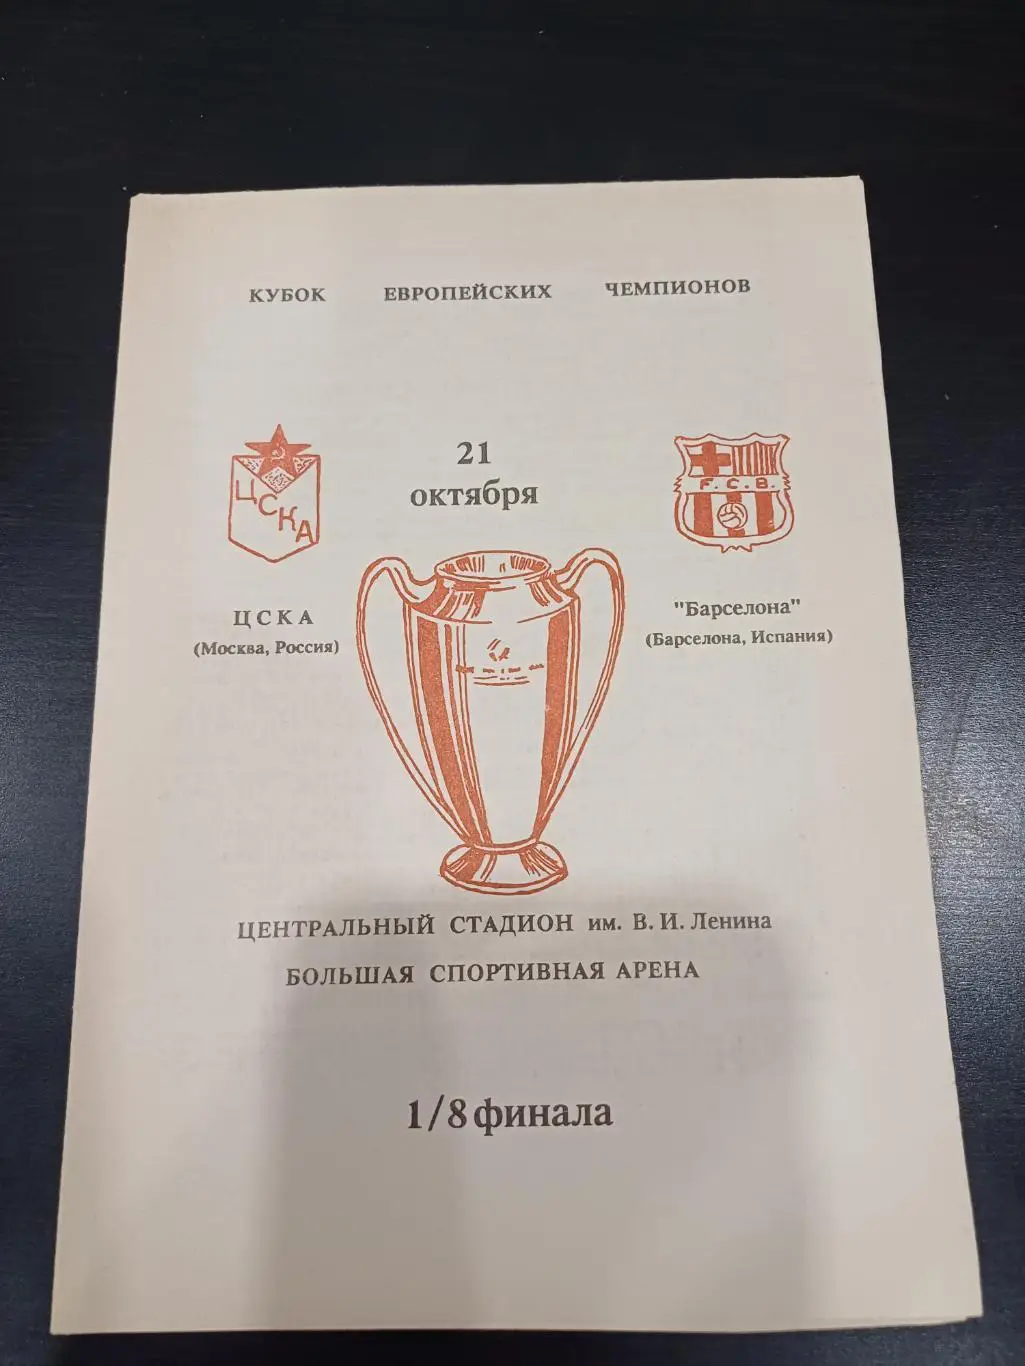 КУБОК ЕВРОПЕЙСКИХ ЧЕМПИОНОВ
21
октября
ЦСКА
F.C.B.
ЦСКА
(Москва, Россия)
"Барселона"
(Барселона, Испания)
ЦЕНТРАЛЬНЫЙ СТАДИОН им. В. И. Ленина
БОЛЬШАЯ СПОРТИВНАЯ АРЕНА
1/8 финала